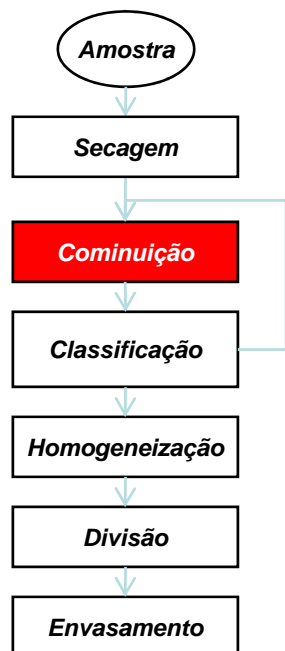 Amostra
Secagem
Cominuição
Classificação
Homogeneização
Divisão
Envasamento